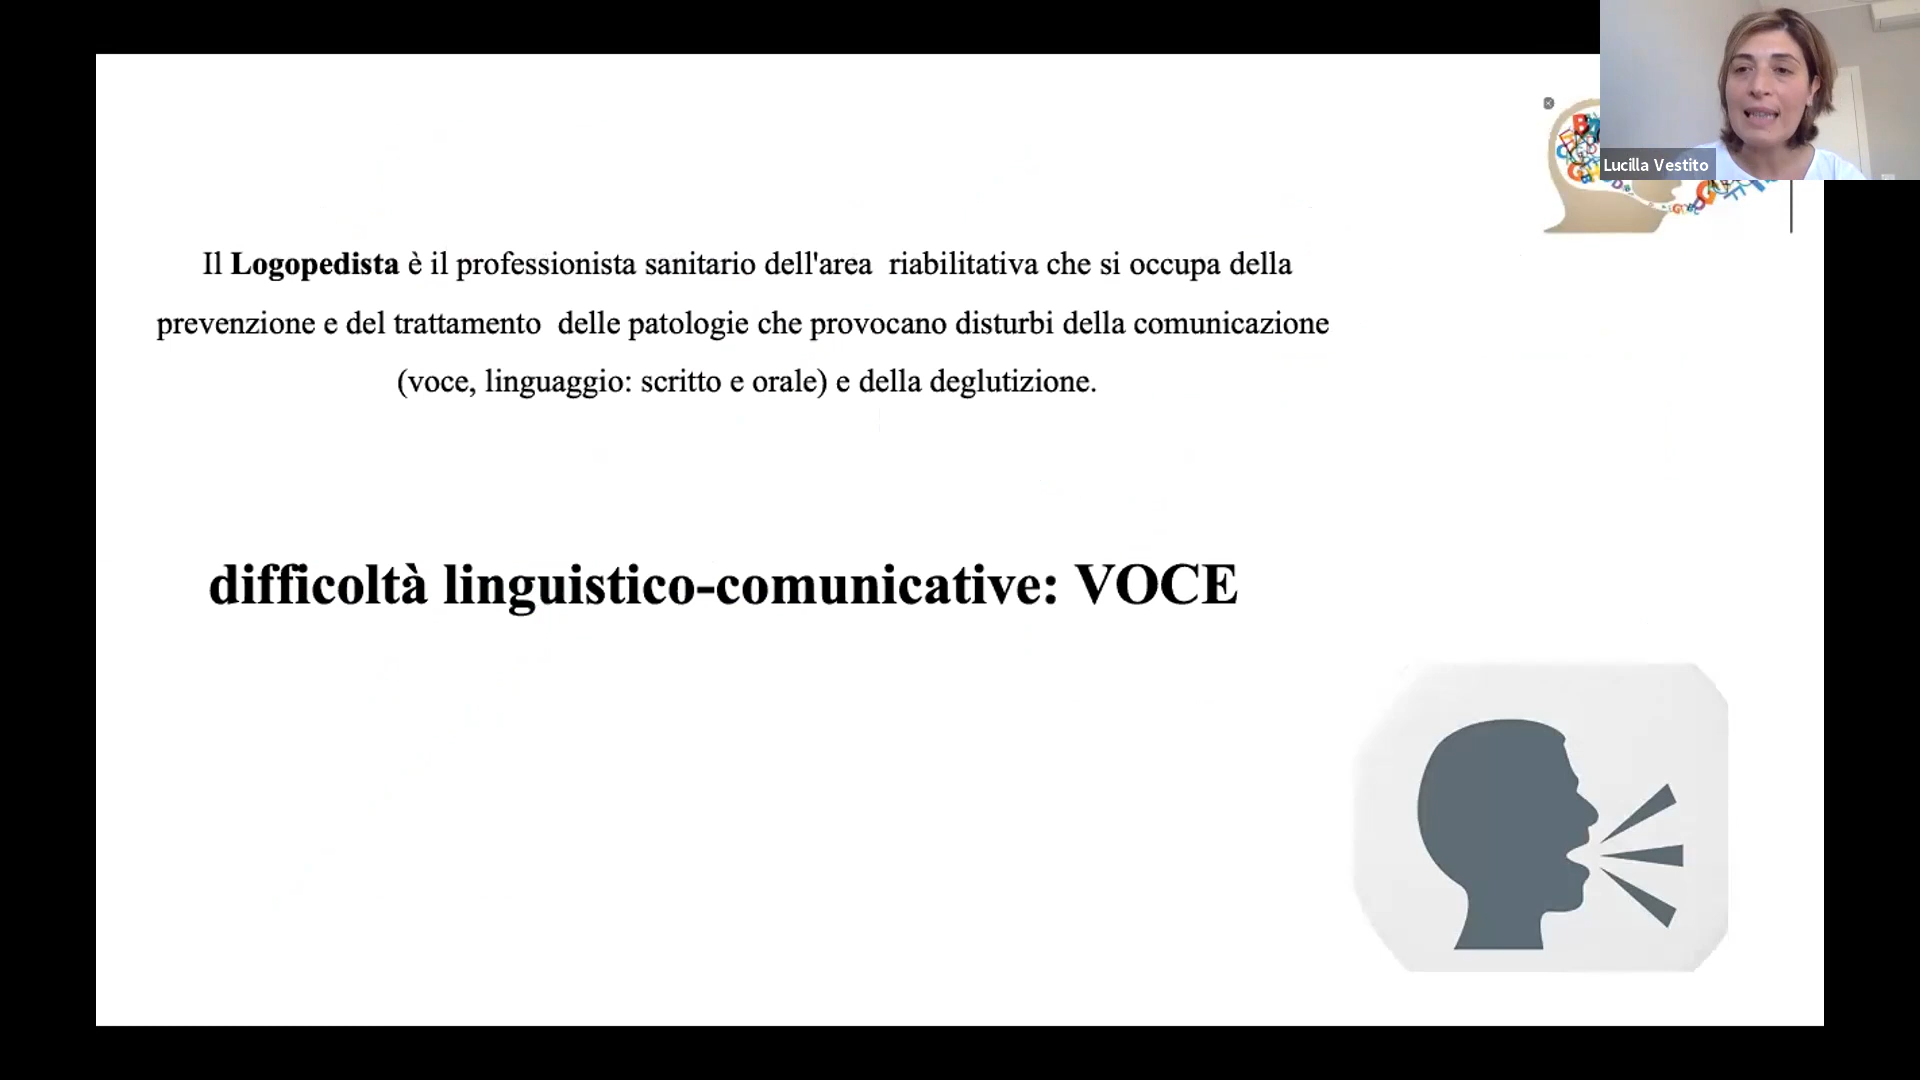 Lucilla Vestito
Il Logopedista è il professionista sanitario dell'area  riabilitativa che si occupa della
prevenzione e del trattamento  delle patologie che provocano disturbi della comunicazione
(voce, linguaggio: scritto e orale) e della deglutizione.
difficoltà linguistico-comunicative: VOCE